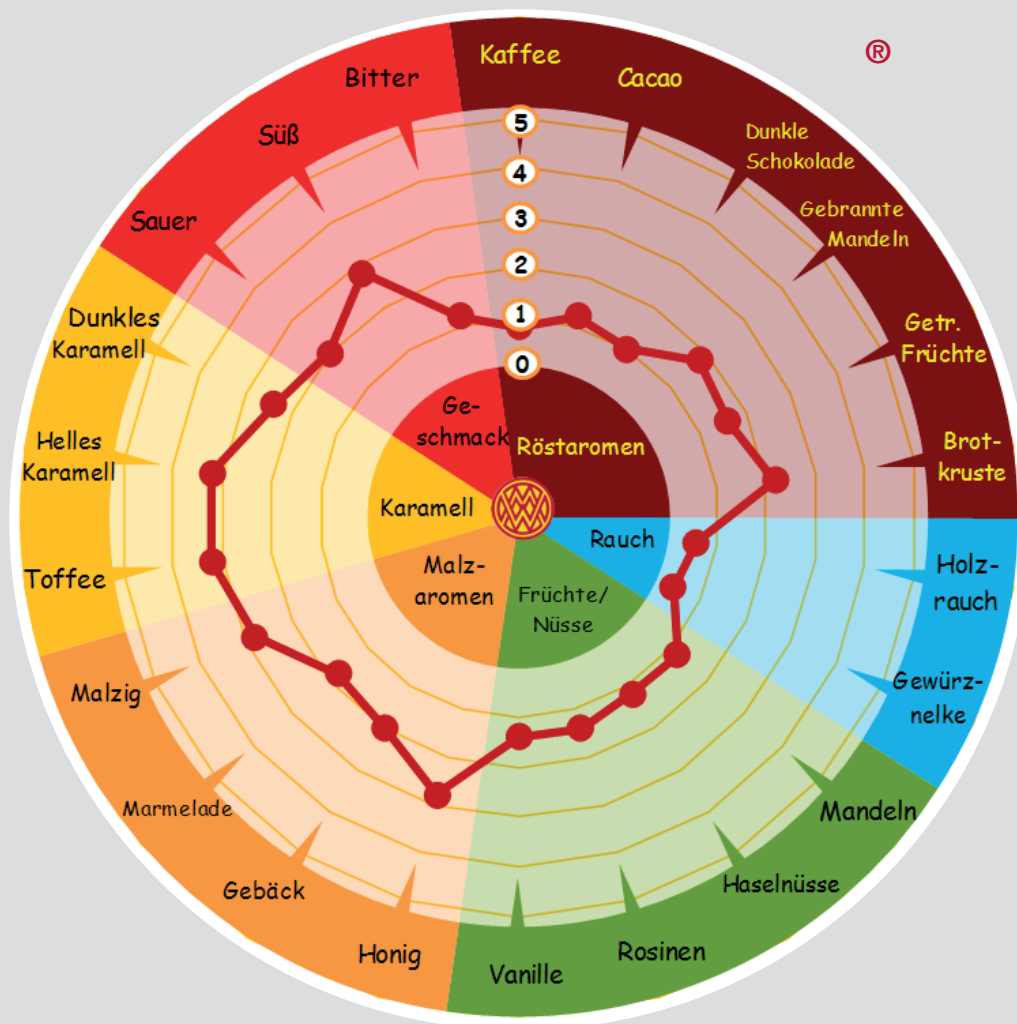 ®
Kaffee
Cacao
Dunkle
Schokolade
Gebrannte
Mandeln
Getr.
Früchte
Brot-
kruste
Holz-
rauch
Gewürz-
nelke
Mandeln
Haselnüsse
Rosinen
Vanille
Honig
Gebäck
Marmelade
Malzig
Toffee
Helles
Karamell
Dunkles
Karamell
Sauer
Süß
Bitter
5
4
3
2
1
0
Ge-
schmack
Röstaromen
Karamell
Rauch
Malz-
aromen
Früchte/
Nüsse